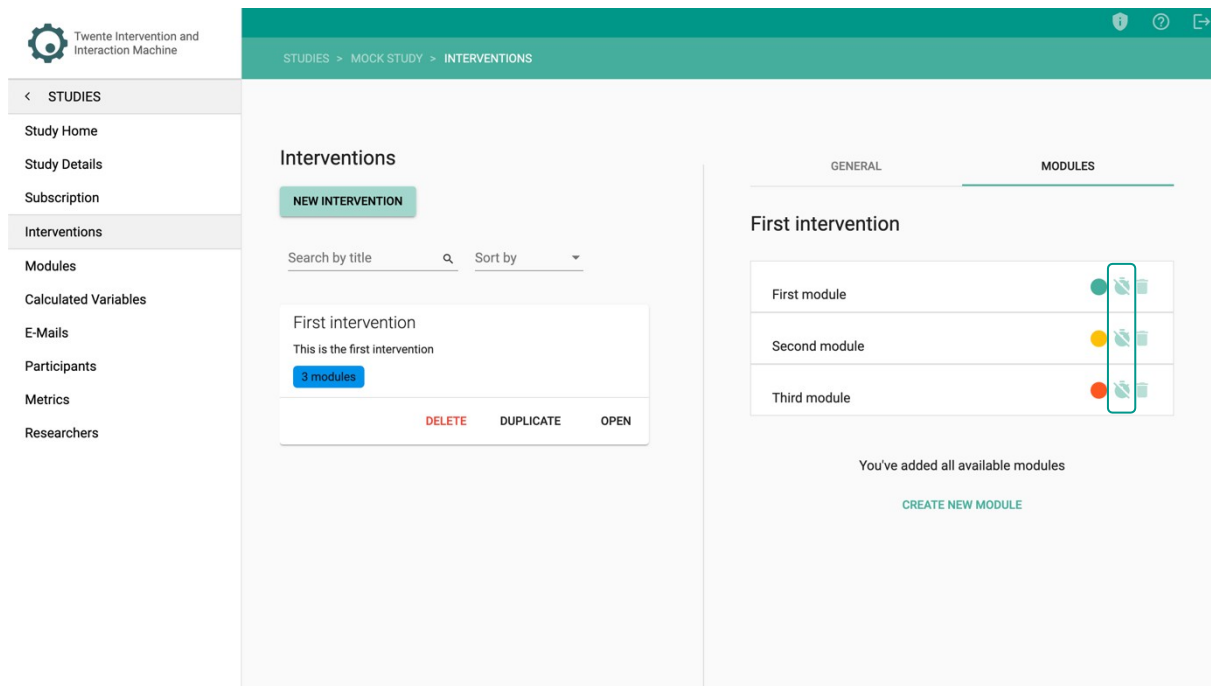 Twente Intervention and
Interaction Machine
STUDIES > MOCK STUDY > INTERVENTIONS
< STUDIES
Study Home
Study Details
Subscription
Interventions
Modules
Calculated Variables
E-Mails
Participants
Metrics
Researchers
Interventions
NEW INTERVENTION
Search by title
Sort by
First intervention
This is the first intervention
3 modules
DELETE DUPLICATE OPEN
GENERAL MODULES
First intervention
First module
Second module
Third module
You've added all available modules
CREATE NEW MODULE